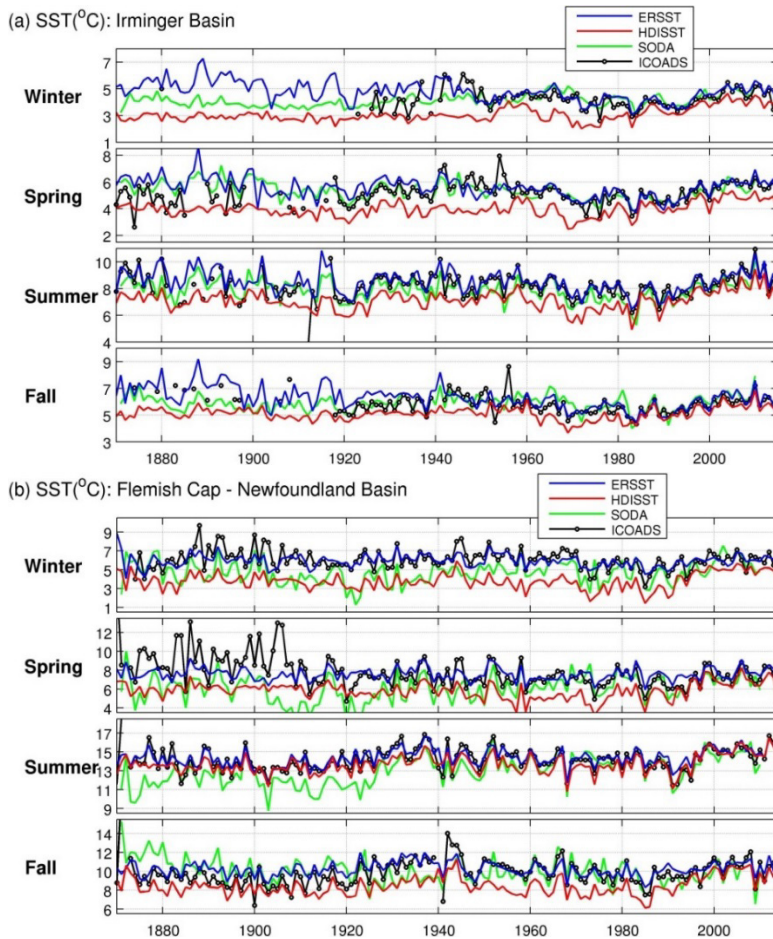 (a) SST(°C): Irminger Basin
ERSST
HDISST
SODA
ICOADS
Winter
7
5
3
1
Spring
8
6
4
2
Summer
10
8
6
4
Fall
9
7
5
3
1880 1900 1920 1940 1960 1980 2000
(b) SST(°C): Flemish Cap - Newfoundland Basin
ERSST
HDISST
SODA
ICOADS
Winter
9
7
5
3
1
Spring
12
10
8
6
4
Summer
17
15
13
11
9
Fall
14
12
10
8
6
1880 1900 1920 1940 1960 1980 2000